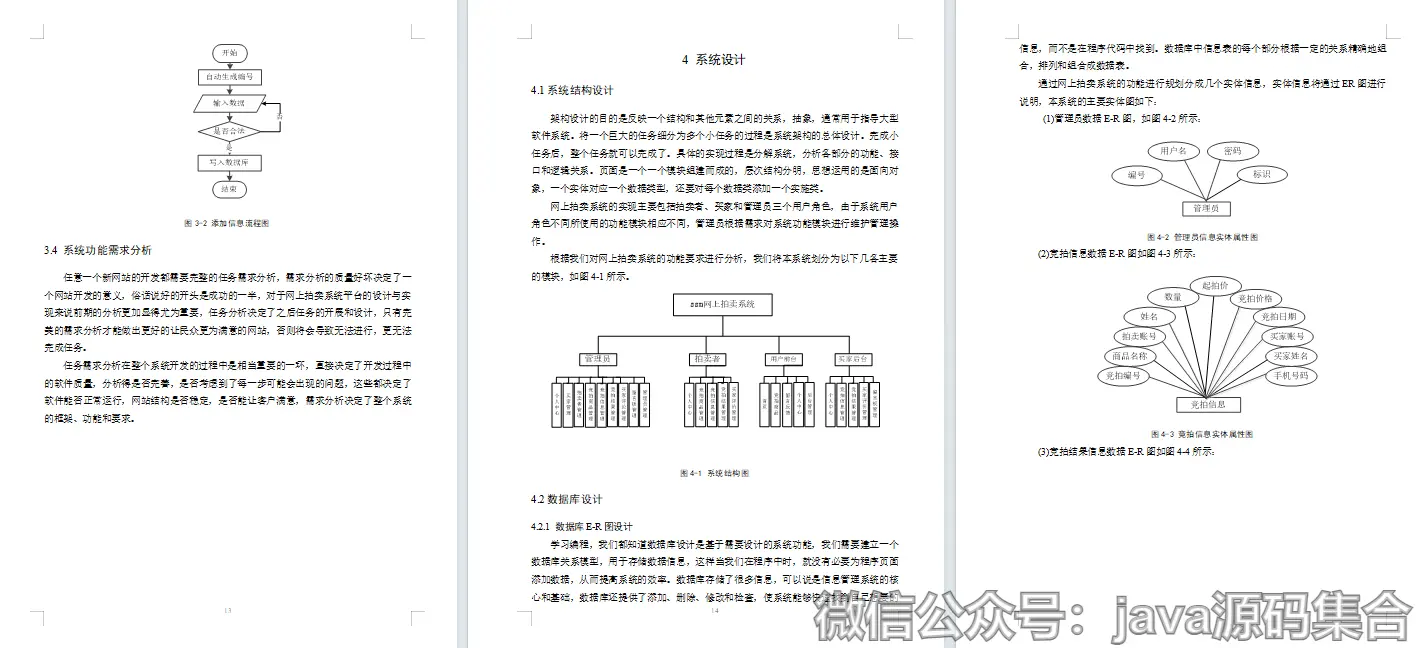 开始
自动生成编号
输入数据
否
是否合法
是
写入数据库
结束
图 3-2 添加信息流程图
3.4 系统功能需求分析
任意一个新网站的开发都需要完整的任务需求分析，需求分析的质量好坏决定了一
个网站开发的意义，俗话说好的开头是成功的一半，对于网上拍卖系统平台的设计与实
现来说前期的分析更加显得尤为重要，任务分析决定了之后任务的开展和设计，只有完
美的需求分析才能做出更好的让民众更为满意的网站，否则将会导致无法进行，更无法
完成任务。
任务需求分析在整个系统开发的过程中是相当重要的一环，直接决定了开发过程中
的软件质量，分析得是否完善，是否考虑到了每一步可能会出现的问题，这些都决定了
软件能否正常运行，网站结构是否稳定，是否能让客户满意，需求分析决定了整个系统
的框架、功能和要求。
13
4 系统设计
4.1 系统结构设计
架构设计的目的是反映一个结构和其他元素之间的关系，抽象，通常用于指导大型
软件系统。将一个巨大的任务细分为多个小任务的过程是系统架构的总体设计。完成小
任务后，整个任务就可以完成了。具体的实现过程是分解系统，分析各部分的功能、接
口和逻辑关系。页面是一个一个模块组建而成的，层次结构分明，思想运用的是面向对
象，一个实体对应一个数据类型，还要对每个数据类添加一个实施类。
网上拍卖系统的实现主要包括拍卖者、买家和管理员三个用户角色，由于系统用户
角色不同所使用的功能模块相应不同，管理员根据需求对系统功能模块进行维护管理操
作。
根据我们对网上拍卖系统的功能要求进行分析，我们将本系统划分为以下几各主要
的模块，如图 4-1 所示。
ssm网上拍卖系统
管理员
拍卖者
用户前台
买家后台
个人中心
图 4-1 系统结构图
4.2 数据库设计
4.2.1 数据库 E-R 图设计
学习编程，我们都知道数据库设计是基于需要设计的系统功能，我们需要建立一个
数据库关系模型，用于存储数据信息，这样当我们在程序中时，就没有必要为程序页面
添加数据，从而提高系统的效率。数据库存储了很多信息，可以说是信息管理系统的核
心和基础，数据库还提供了添加、删除、修改和检查，使系统能够快速找到自己想要的
14
信息，而不是在程序代码中找到。数据库中信息表的每个部分根据一定的关系精确地组
合，排列和组合成数据表。
通过网上拍卖系统的功能进行规划分成几个实体信息，实体信息将通过 ER 图进行
说明，本系统的主要实体图如下：
(1)管理员数据 E-R 图，如图 4-2 所示：
用户名
密码
编号
标识
管理员
图 4-2 管理员信息实体属性图
(2)竞拍信息数据 E-R 图如图 4-3 所示：
起拍价
数量
竞拍价格
姓名
竞拍日期
拍卖账号
买家账号
商品名称
买家姓名
竞拍编号
手机号码
竞拍信息
图 4-3 竞拍信息实体属性图
(3)竞拍结果信息数据 E-R 图如图 4-4 所示：
微信公众号：java源码集合